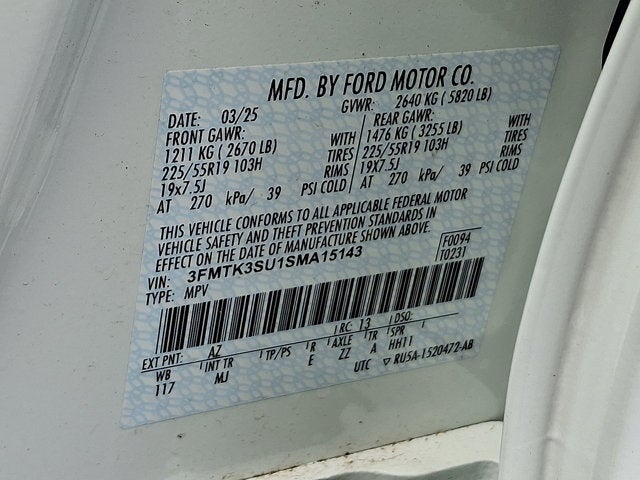 MFD. BY FORD MOTOR CO.
DATE: 03/25 GVWR: 2640 KG ( 5820 LB)
FRONT GAWR: REAR GAWR:
1211 KG ( 2670 LB) WITH 1476 KG ( 3255 LB) WITH
225/55R19 103H TIRES 225/55R19 103H TIRES
19x7.5J RIMS 19x7.5J RIMS
AT 270 kPa/ 39 PSI COLD AT 270 kPa/ 39 PSI COLD
THIS VEHICLE CONFORMS TO ALL APPLICABLE FEDERAL MOTOR
VEHICLE SAFETY AND THEFT PREVENTION STANDARDS IN
EFFECT ON THE DATE OF MANUFACTURE SHOWN ABOVE.
VIN: 3FMTK3SU1SMA15143 F0094
TYPE: MPV T0231
EXT PNT: AZ RC: 13 DSO:
WB INT TR TP/PS R AXLE TR SPR
117 MJ E ZZ A HH11
UTC ▽ RU5A-1520472-AB